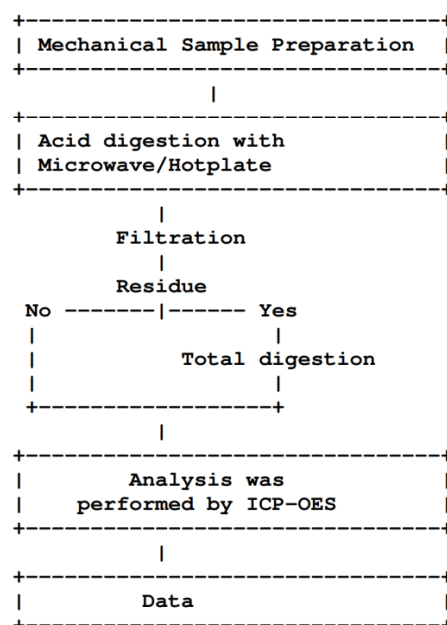 Mechanical Sample Preparation
Acid digestion with
Microwave/Hotplate
Filtration
Residue
No Yes
Total digestion
Analysis was
performed by ICP-OES
Data